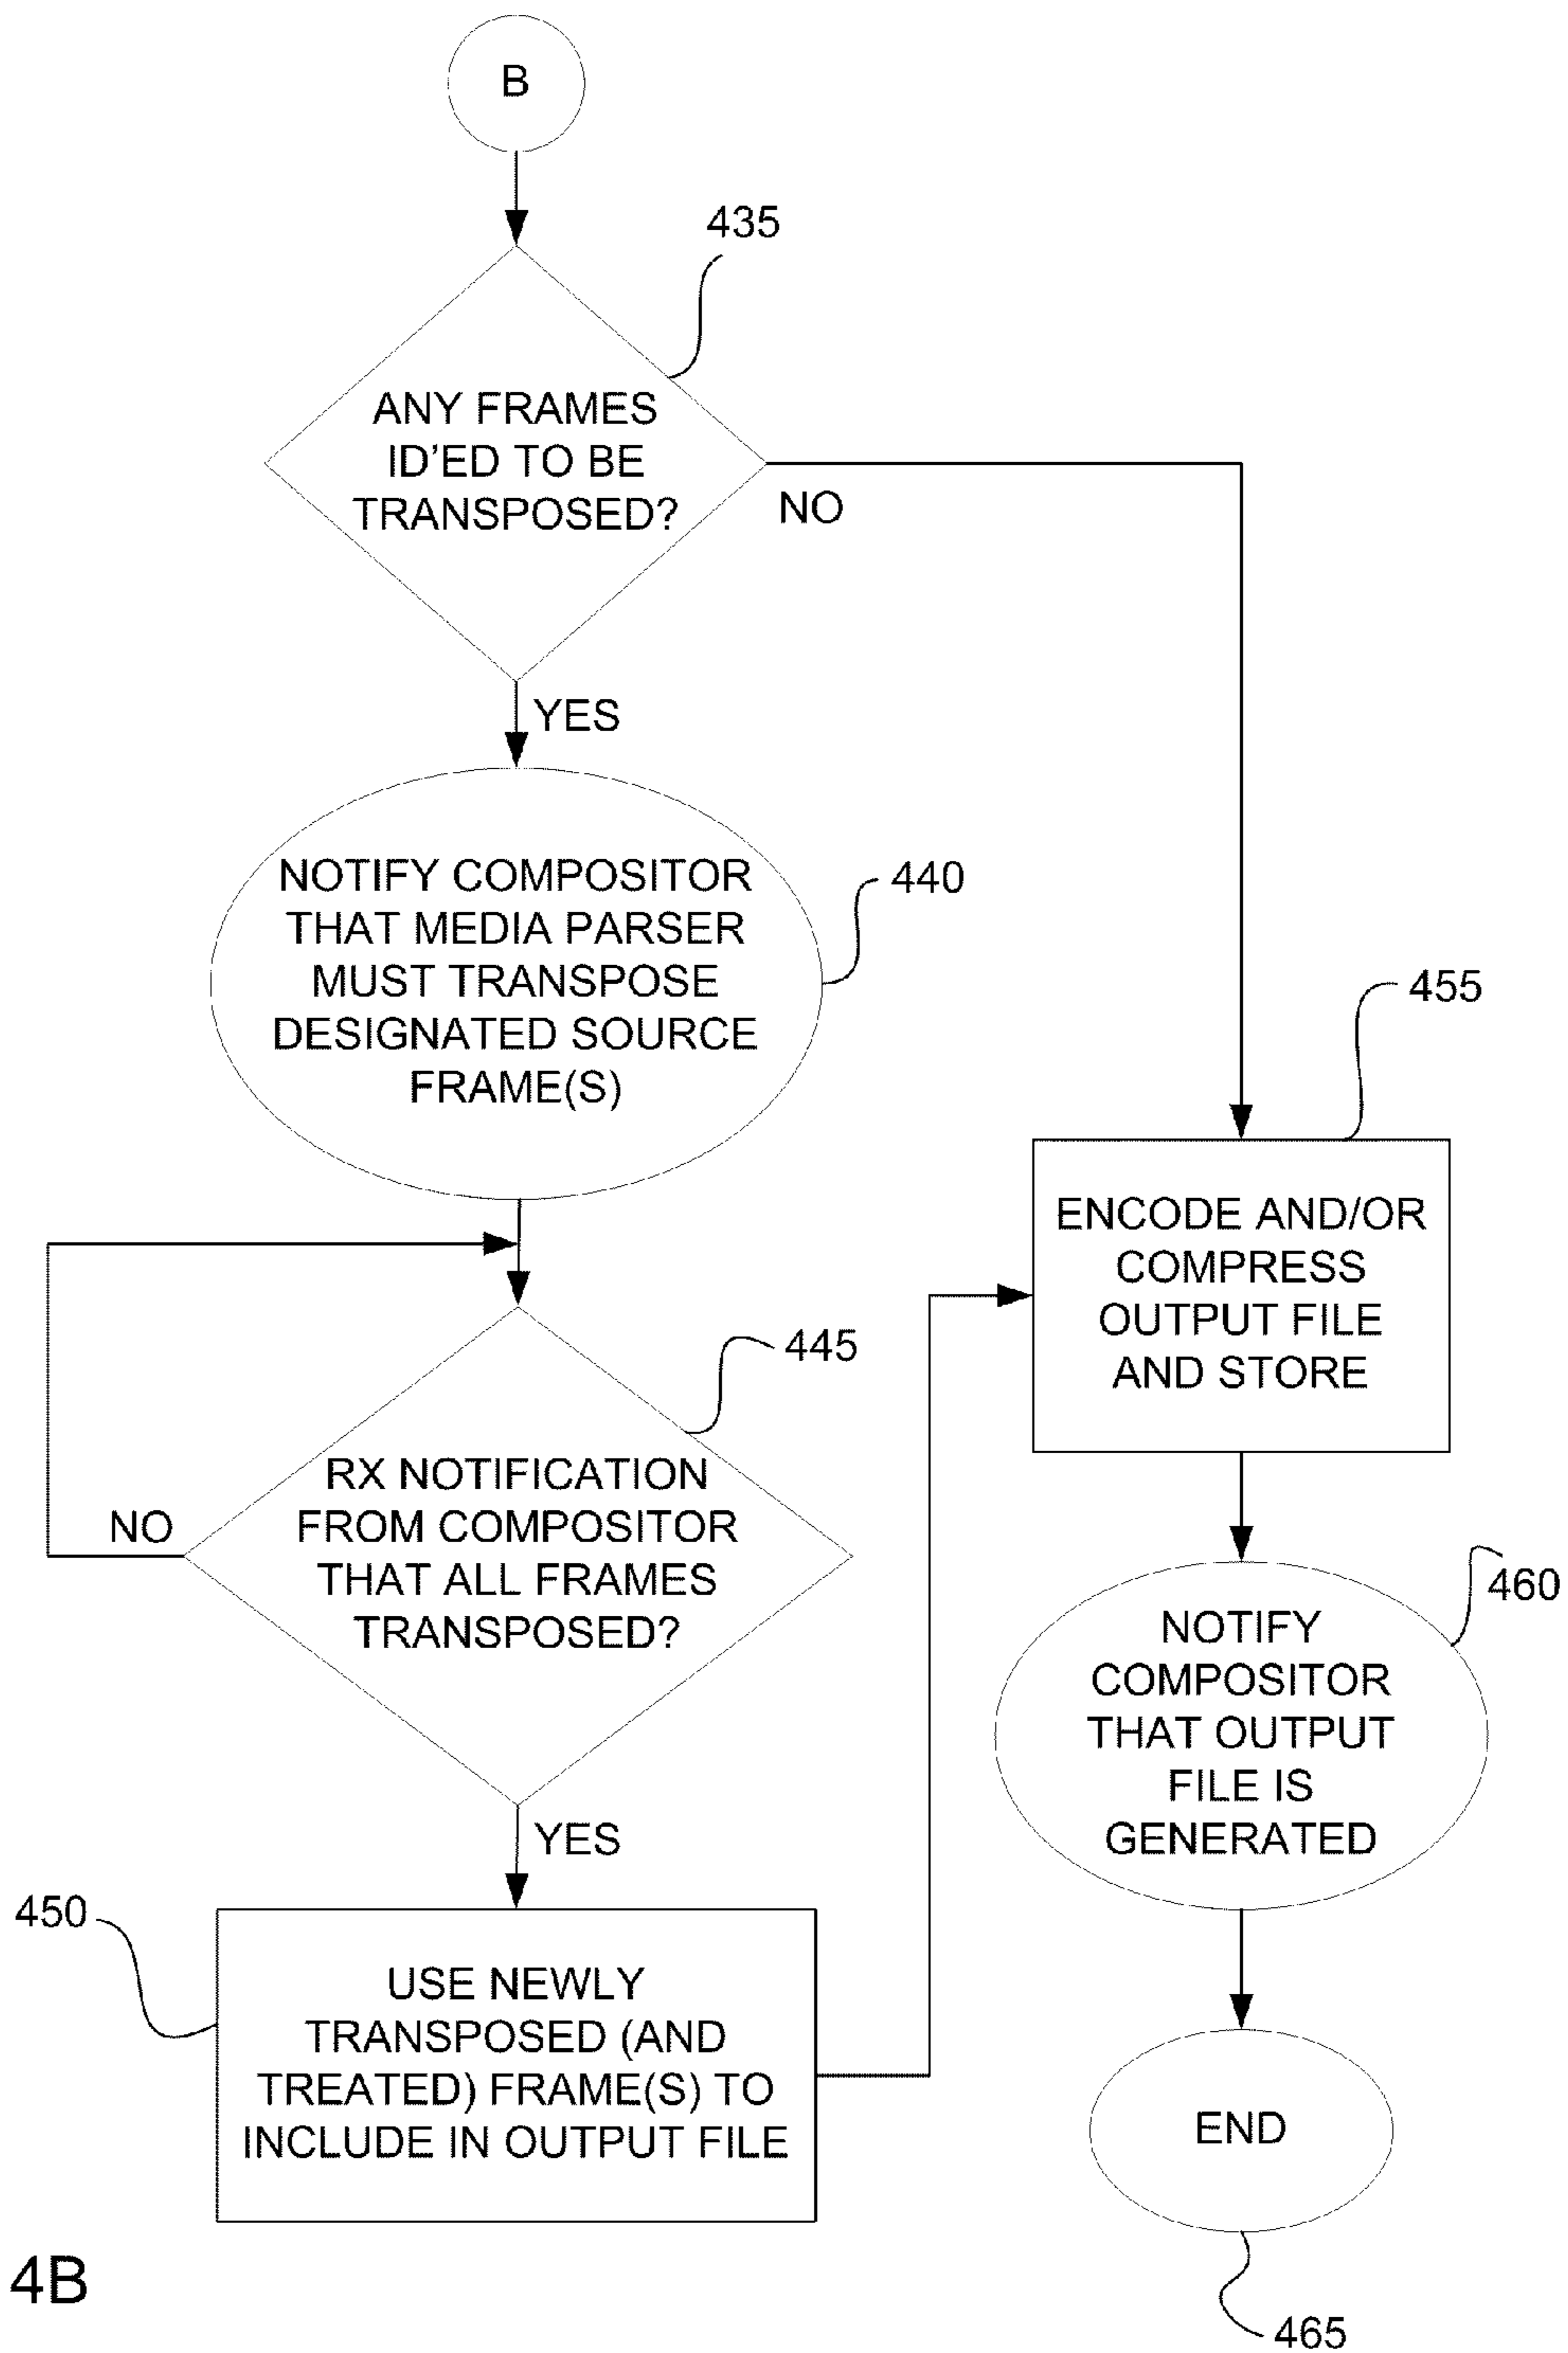 B
435
ANY FRAMES
ID'ED TO BE
TRANSPOSED?
NO
YES
NOTIFY COMPOSITOR
THAT MEDIA PARSER
MUST TRANSPOSE
DESIGNATED SOURCE
FRAME(S)
440
455
ENCODE AND/OR
COMPRESS
OUTPUT FILE
AND STORE
445
RX NOTIFICATION
FROM COMPOSITOR
THAT ALL FRAMES
TRANSPOSED?
NO
YES
460
NOTIFY
COMPOSITOR
THAT OUTPUT
FILE IS
GENERATED
450
USE NEWLY
TRANSPOSED (AND
TREATED) FRAME(S) TO
INCLUDE IN OUTPUT FILE
END
465
4B